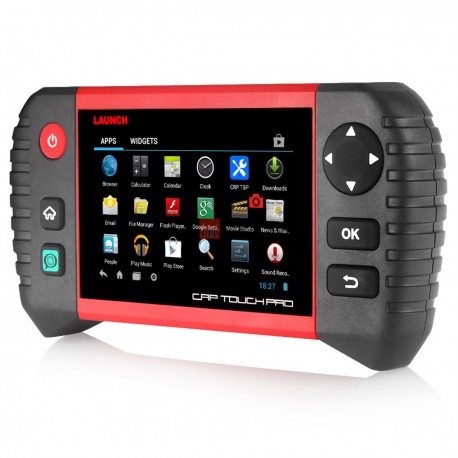 LAUNCH
APPS WIDGETS
Browser Calculator Calendar Clock CRP T&P Downloads
Email File Manager Flash Player.. Google Setti.. Movie Studio News & Wea..
People Play Music Play Store Search Settings Sound Reco..
18:27
CRP TOUCH PRO
OK